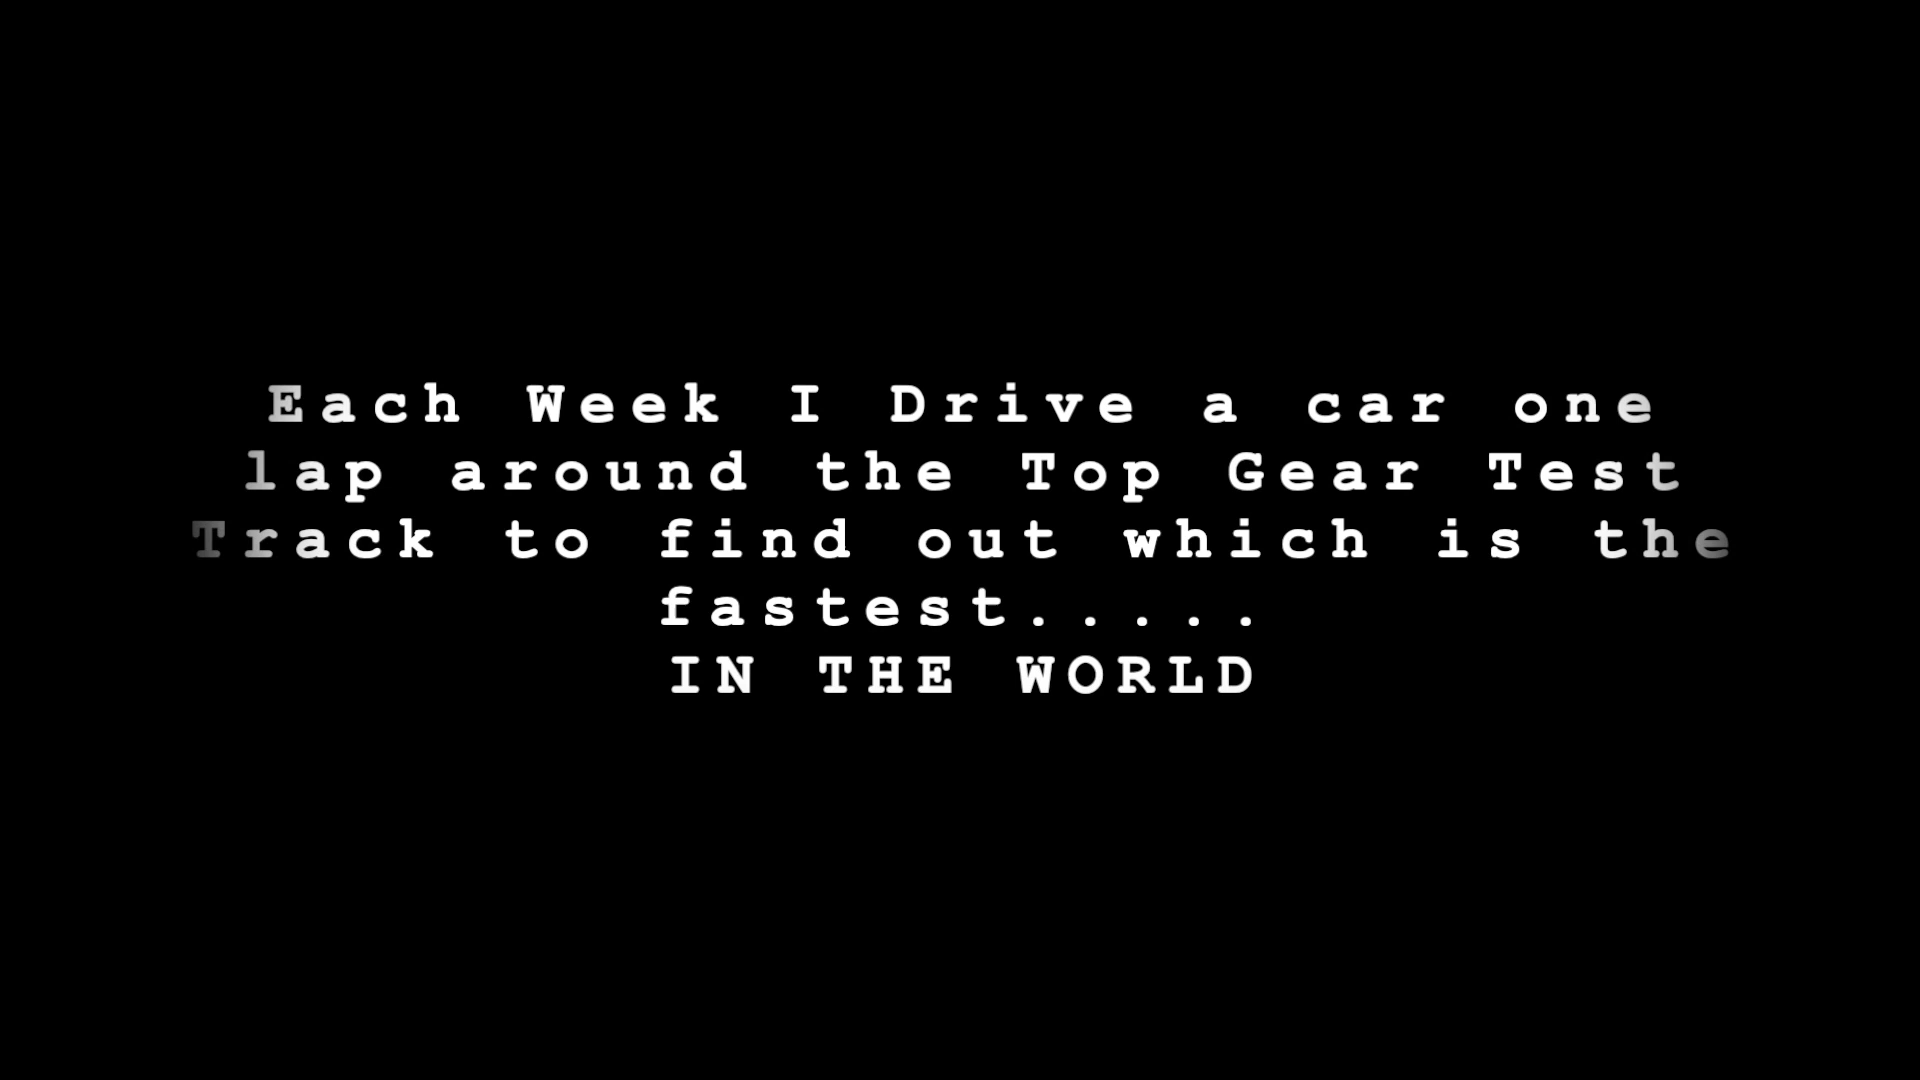 Each Week I Drive a car one
lap around the Top Gear Test
Track to find out which is the
fastest.....
IN THE WORLD